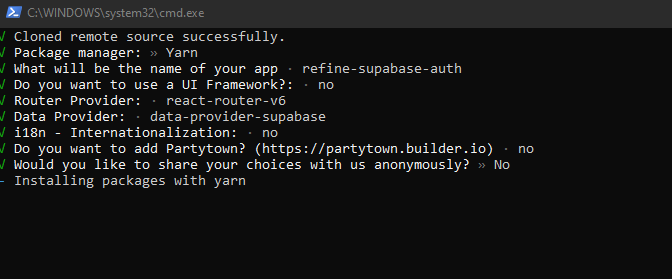 C:\WINDOWS\system32\cmd.exe
√ Cloned remote source successfully.
√ Package manager: » Yarn
√ What will be the name of your app · refine-supabase-auth
√ Do you want to use a UI Framework?: · no
√ Router Provider: · react-router-v6
√ Data Provider: · data-provider-supabase
√ i18n - Internationalization: · no
√ Do you want to add Partytown? (https://partytown.builder.io) · no
√ Would you like to share your choices with us anonymously? » No
- Installing packages with yarn